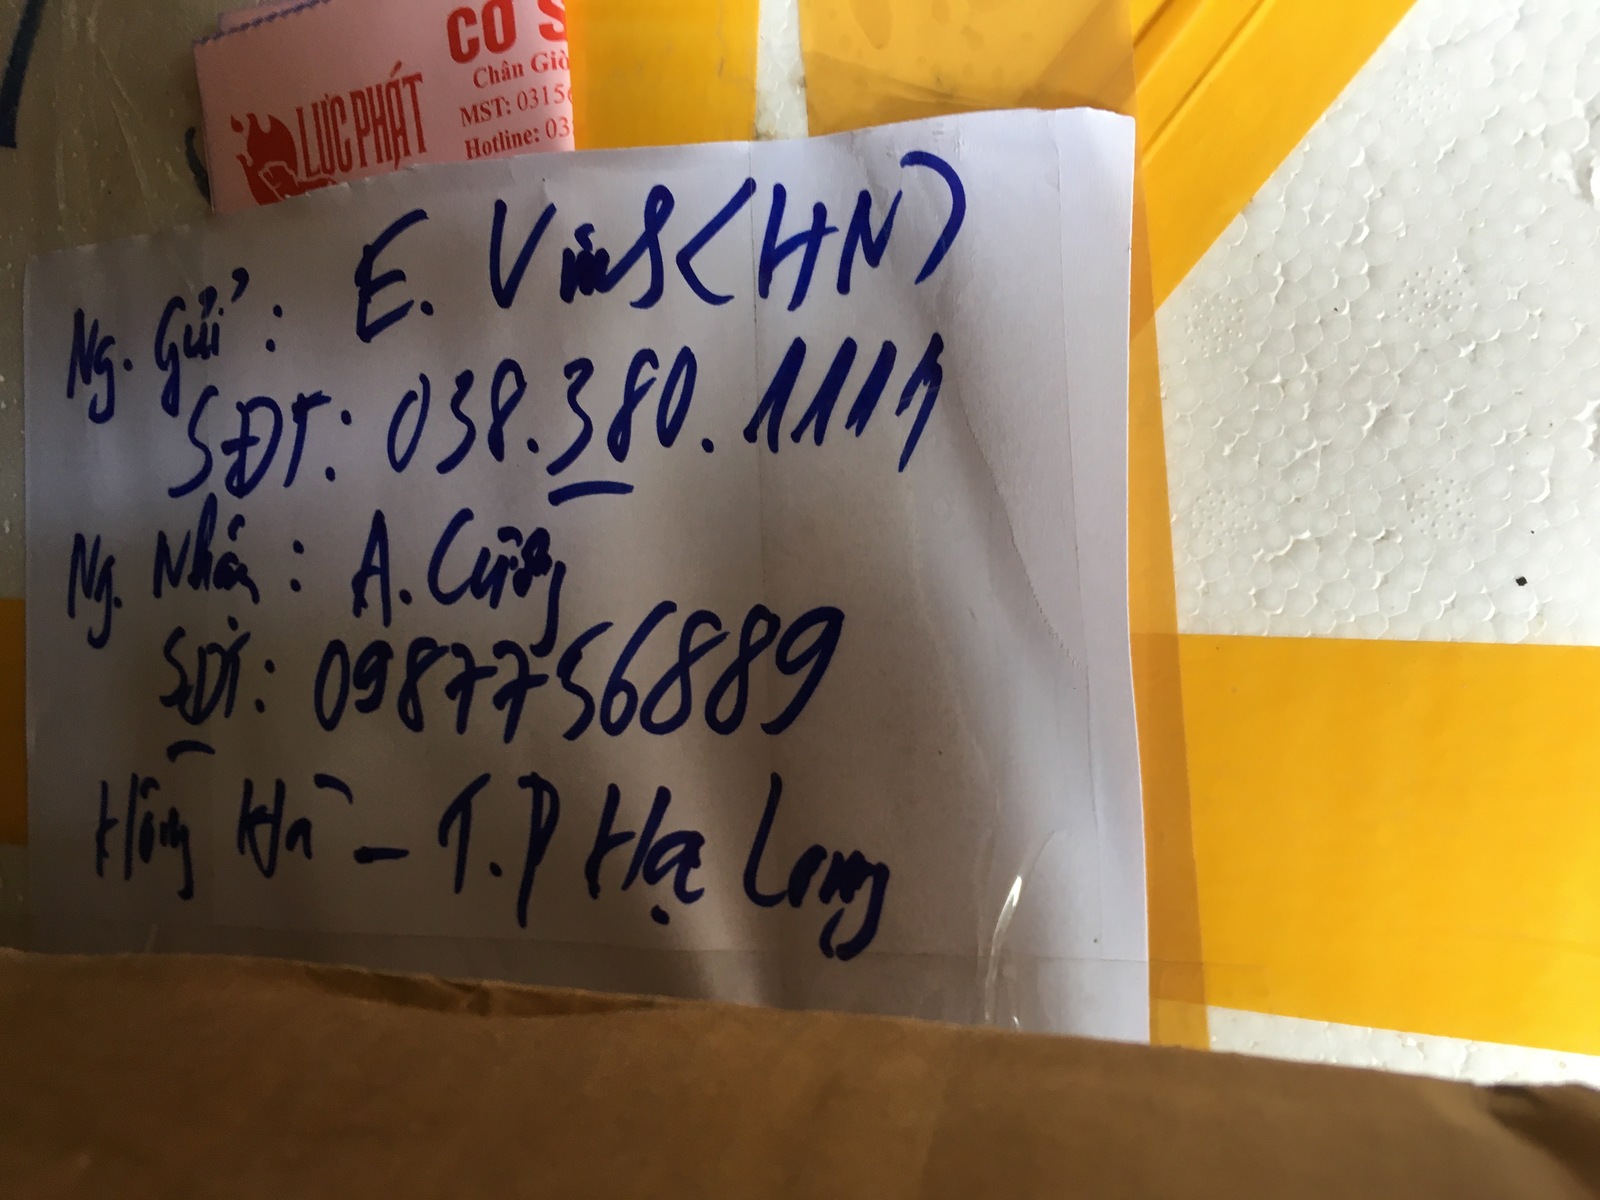 CƠ S
Chân Giò
MST: 0315
Hotline: 03
LỰC PHÁT
Ng. Gửi: E. Vinh (HN)
SĐT: 038.380.1111
Ng. Nhận: A. Cường
SĐT: 0987756889
Hồng Hà - T.P Hạ Long